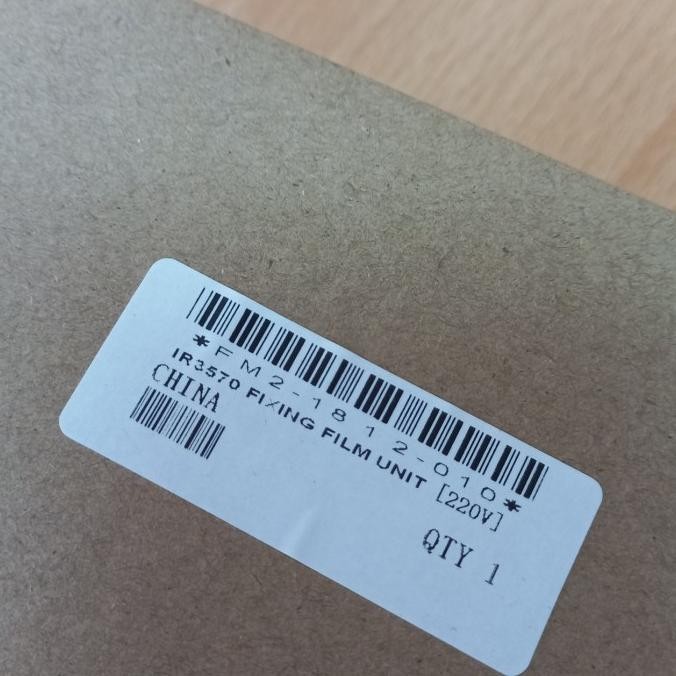 *FM2-1812-010*
IR3570 FIXING FILM UNIT [220V]
CHINA
QTY 1